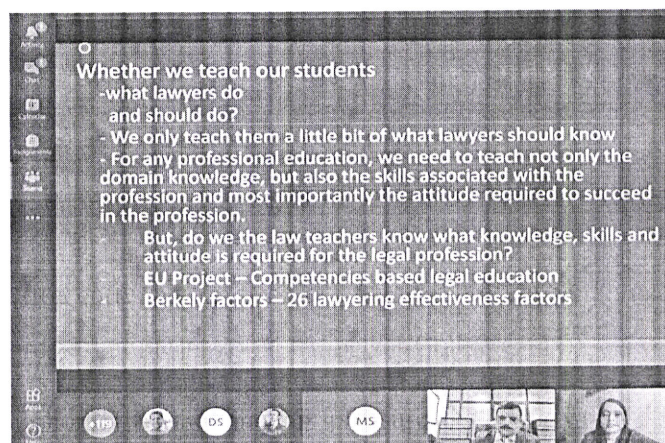 Activity
Chat
Calendar
Assignments
Teams
Whether we teach our students
-what lawyers do
and should do?
- We only teach them a little bit of what lawyers should know
- For any professional education, we need to teach not only the
domain knowledge, but also the skills associated with the
profession and most importantly the attitude required to succeed
in the profession.
- But, do we the law teachers know what knowledge, skills and
attitude is required for the legal profession?
- EU Project – Competencies based legal education
- Berkely factors – 26 lawyering effectiveness factors
Apps
+119
DS
MS